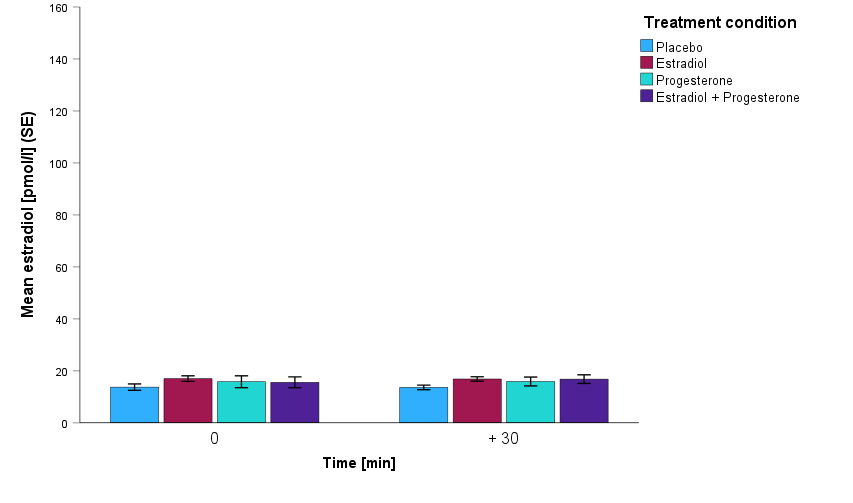 Treatment condition
Placebo
Estradiol
Progesterone
Estradiol + Progesterone
Mean estradiol [pmol/l] (SE)
160
140
120
100
80
60
40
20
0
0
+ 30
Time [min]